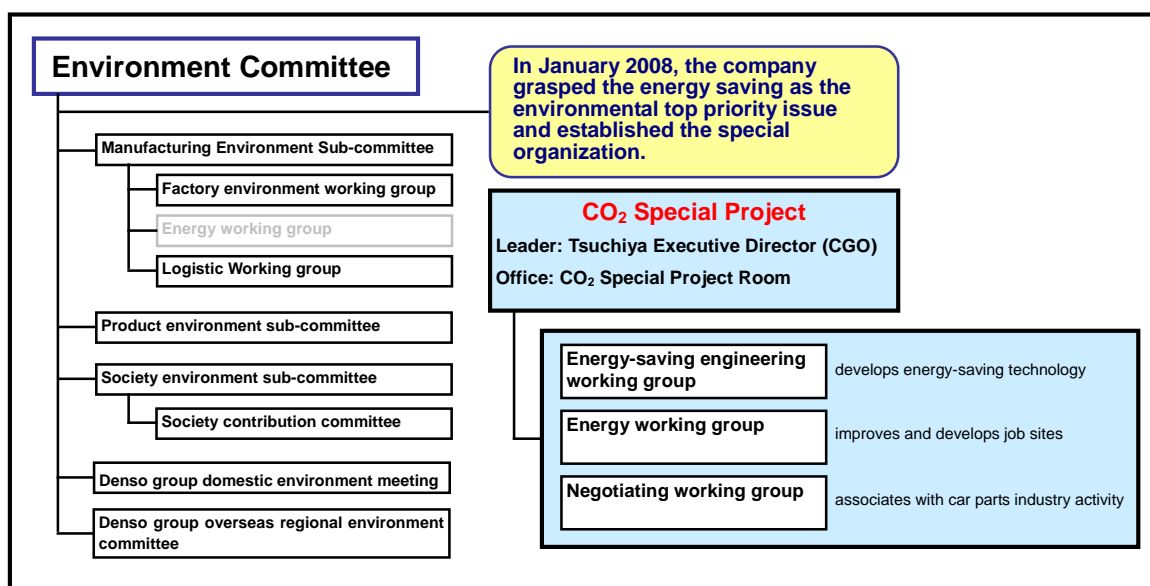 Environment Committee
In January 2008, the company
grasped the energy saving as the
environmental top priority issue
and established the special
organization.
Manufacturing Environment Sub-committee
Factory environment working group
Energy working group
Logistic Working group
Product environment sub-committee
Society environment sub-committee
Society contribution committee
Denso group domestic environment meeting
Denso group overseas regional environment
committee
CO₂ Special Project
Leader: Tsuchiya Executive Director (CGO)
Office: CO₂ Special Project Room
Energy-saving engineering
working group
develops energy-saving technology
Energy working group
improves and develops job sites
Negotiating working group
associates with car parts industry activity